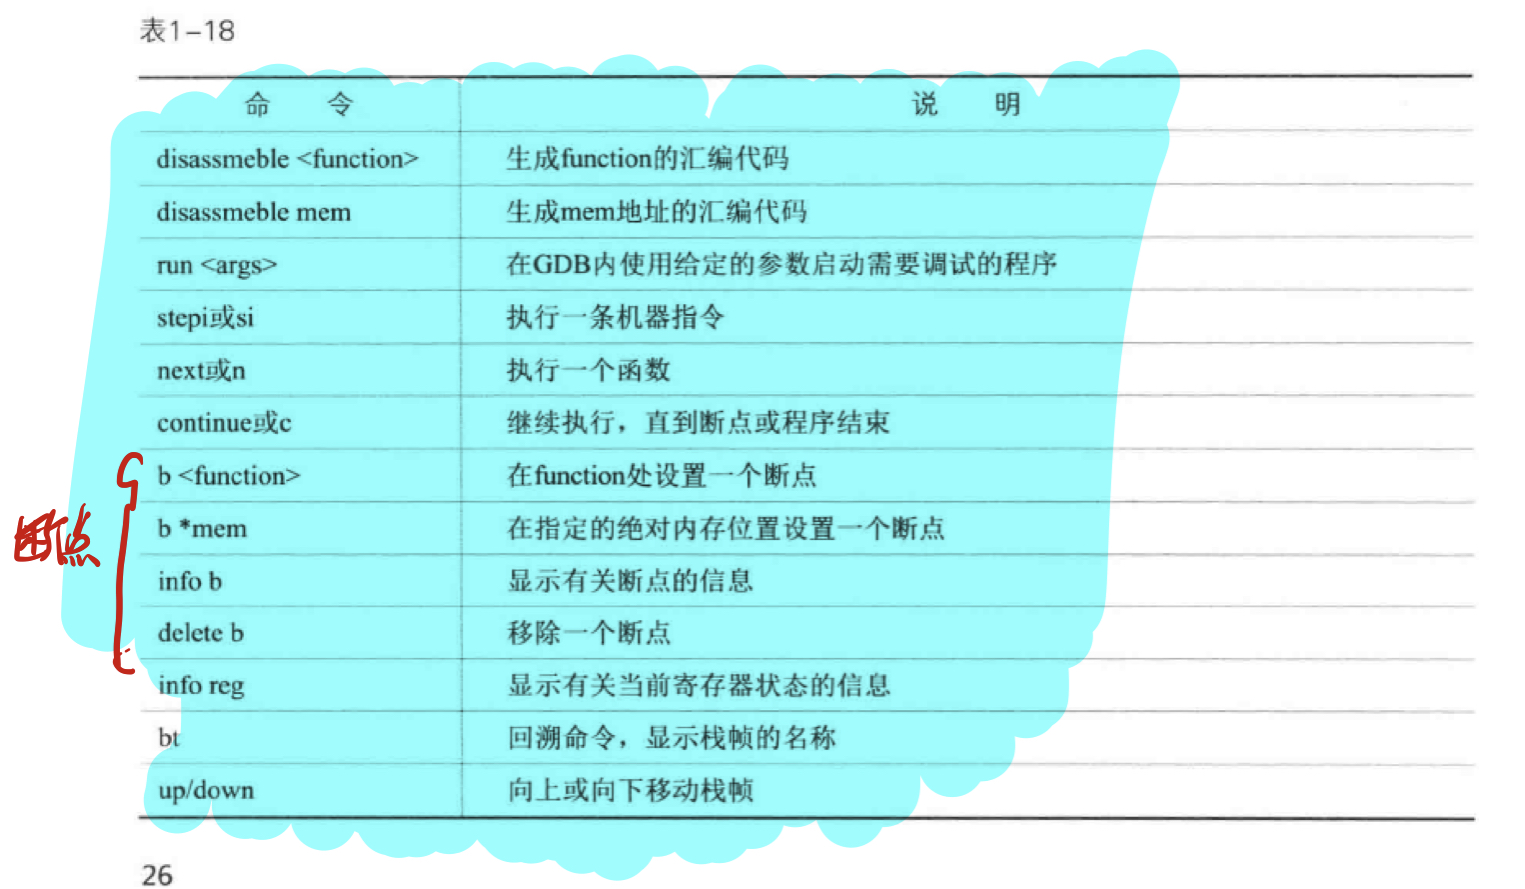 表1-18
命 令 说 明
disassmeble <function> 生成function的汇编代码
disassmeble mem 生成mem地址的汇编代码
run <args> 在GDB内使用给定的参数启动需要调试的程序
stepi或si 执行一条机器指令
next或n 执行一个函数
continue或c 继续执行，直到断点或程序结束
b <function> 在function处设置一个断点
b *mem 在指定的绝对内存位置设置一个断点
断点
info b 显示有关断点的信息
delete b 移除一个断点
info reg 显示有关当前寄存器状态的信息
bt 回溯命令，显示栈帧的名称
up/down 向上或向下移动栈帧
26